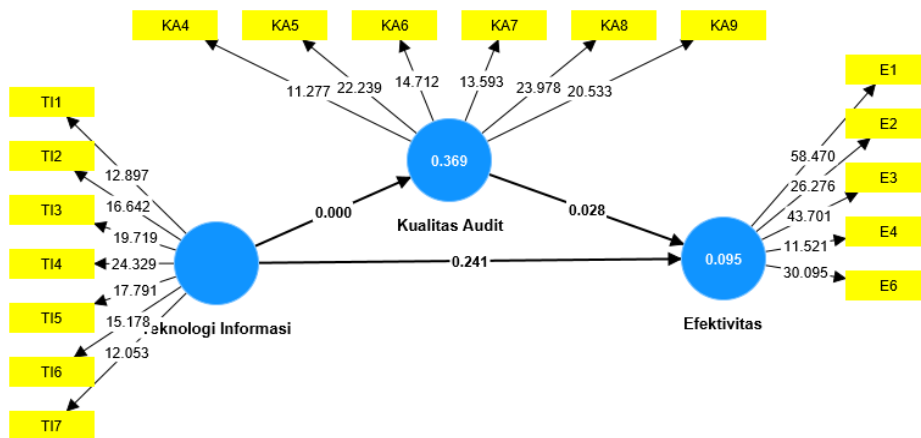 KA4
KA5
KA6
KA7
KA8
KA9
11.277
22.239
14.712
13.593
23.978
20.533
E1
E2
E3
E4
E6
58.470
26.276
43.701
11.521
30.095
TI1
TI2
TI3
TI4
TI5
TI6
TI7
12.897
16.642
19.719
24.329
17.791
15.178
12.053
0.369
Kualitas Audit
0.000
0.028
0.241
0.095
Efektivitas
eknologi Informasi